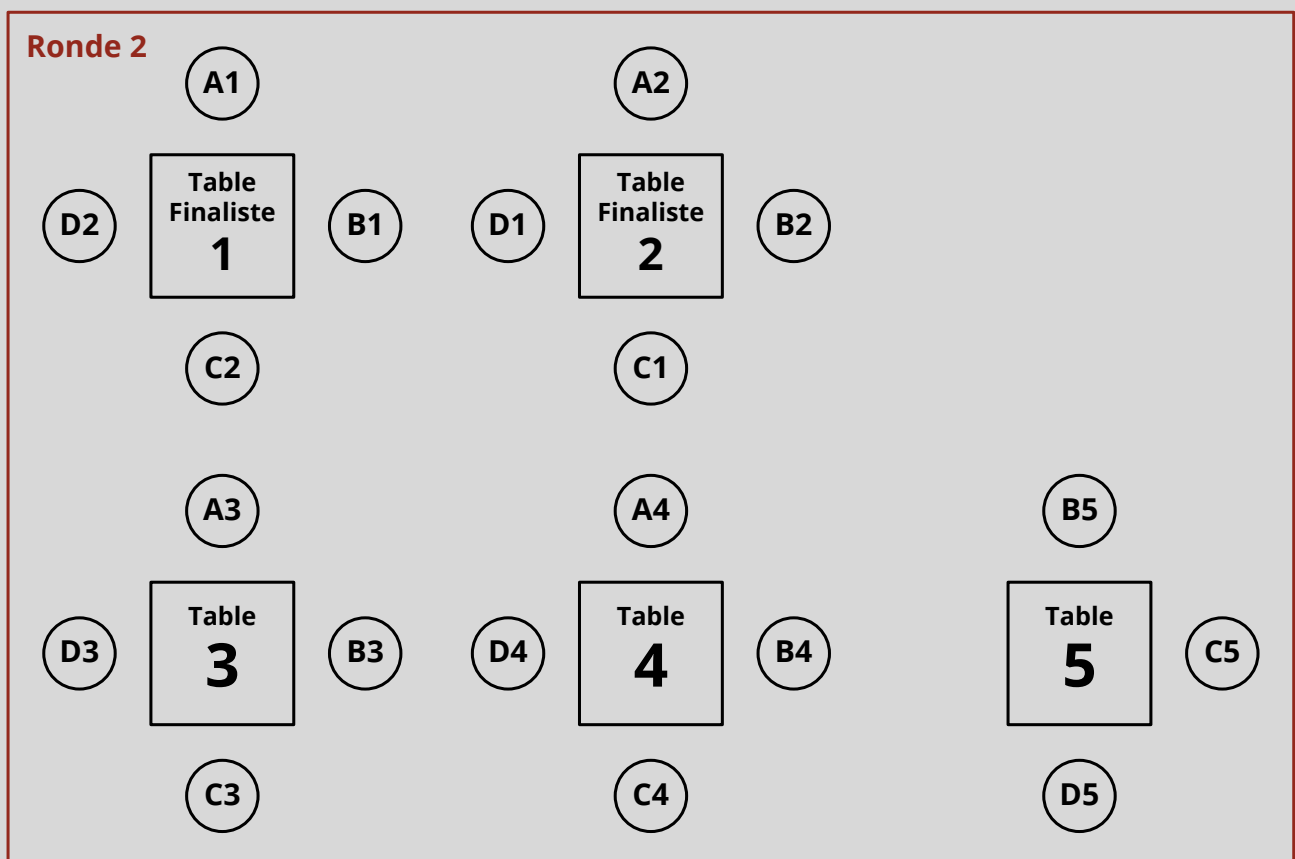 Ronde 2
A1
A2
Table
Finaliste
1
Table
Finaliste
2
D2
B1
D1
B2
C2
C1
A3
A4
B5
Table
3
Table
4
Table
5
D3
B3
D4
B4
C5
C3
C4
D5